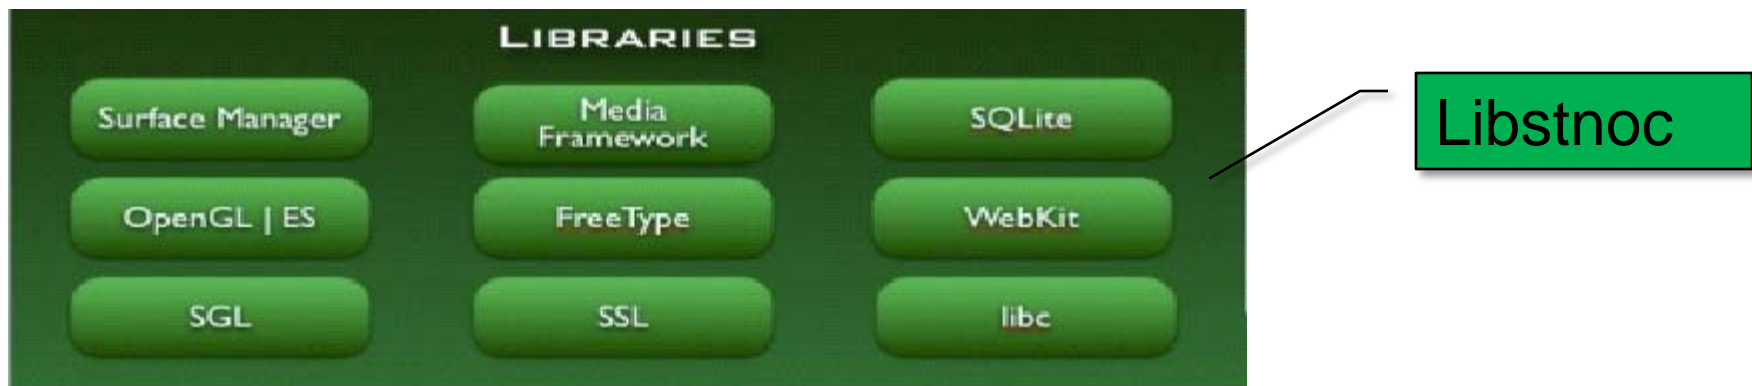 LIBRARIES
Surface Manager
Media
Framework
SQLite
Libstnoc
OpenGL | ES
FreeType
WebKit
SGL
SSL
libc